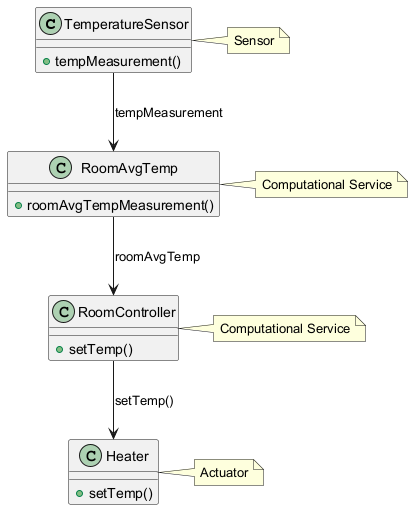 C TemperatureSensor
Sensor
tempMeasurement()
tempMeasurement
C RoomAvgTemp
Computational Service
roomAvgTempMeasurement()
roomAvgTemp
C RoomController
Computational Service
setTemp()
setTemp()
C Heater
Actuator
setTemp()